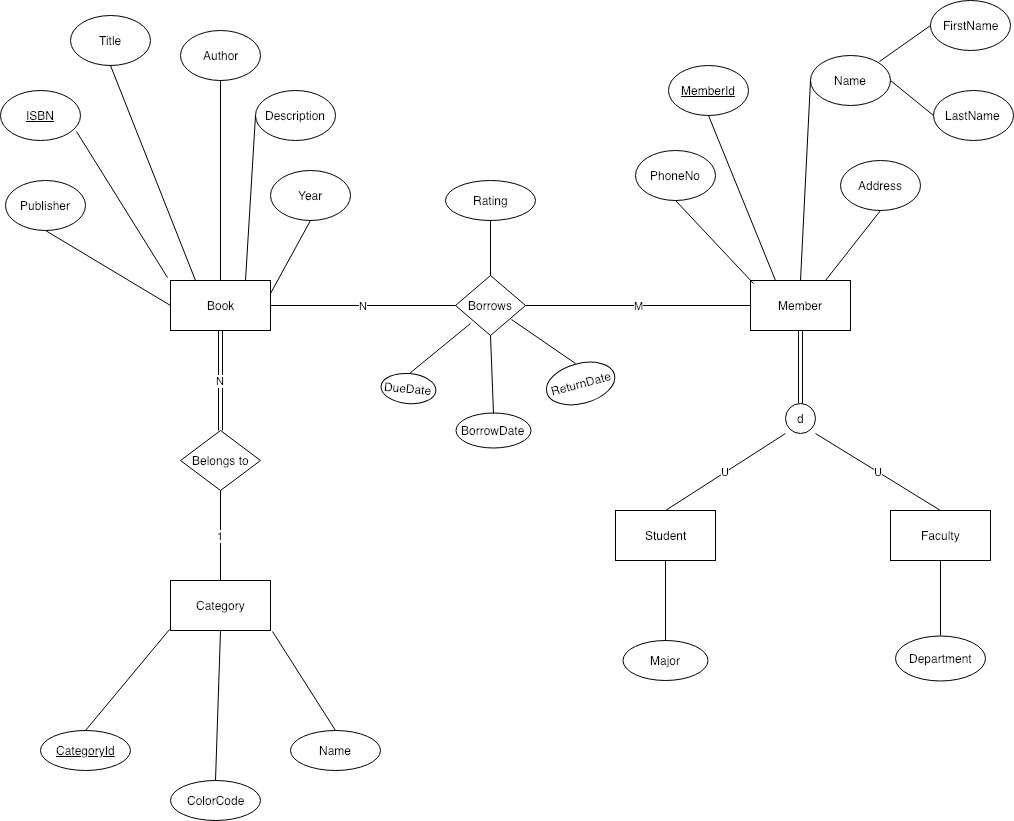 FirstName
Title
Author
Name
MemberId
ISBN
Description
LastName
PhoneNo
Address
Publisher
Year
Rating
Book
N
Borrows
M
Member
DueDate
ReturnDate
BorrowDate
N
d
Belongs to
U
U
1
Student
Faculty
Category
Major
Department
CategoryId
Name
ColorCode